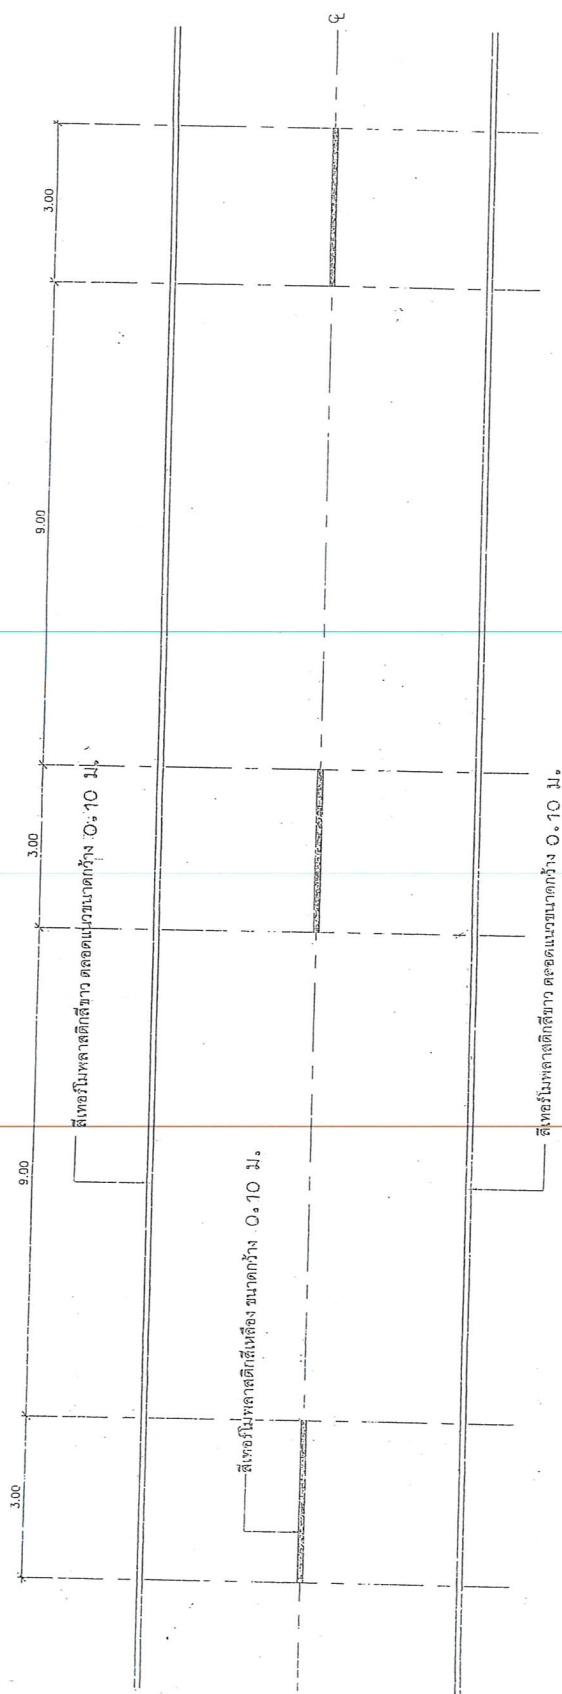 3.00
9.00
3.00
9.00
3.00
℄
สีเทอร์โมพลาสติกสีขาว ตลอดแนวขนาดกว้าง 0.10 ม.
สีเทอร์โมพลาสติกสีเหลือง ขนาดกว้าง 0.10 ม.
สีเทอร์โมพลาสติกสีขาว ตลอดแนวขนาดกว้าง 0.10 ม.